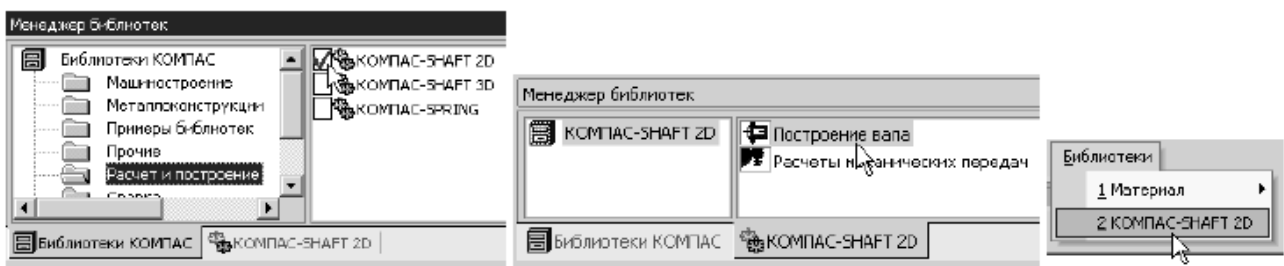 Менеджер библиотек
Библиотеки КОМПАС
Машиностроение
Металлоконструкции
Примеры библиотек
Прочие
Расчет и построение
Сварка
КОМПАС-SHAFT 2D
КОМПАС-SHAFT 3D
КОМПАС-SPRING
Библиотеки КОМПАС
КОМПАС-SHAFT 2D
Менеджер библиотек
КОМПАС-SHAFT 2D
Построение вала
Расчеты механических передач
Библиотеки КОМПАС
КОМПАС-SHAFT 2D
Библиотеки
1 Материал
2 КОМПАС-SHAFT 2D